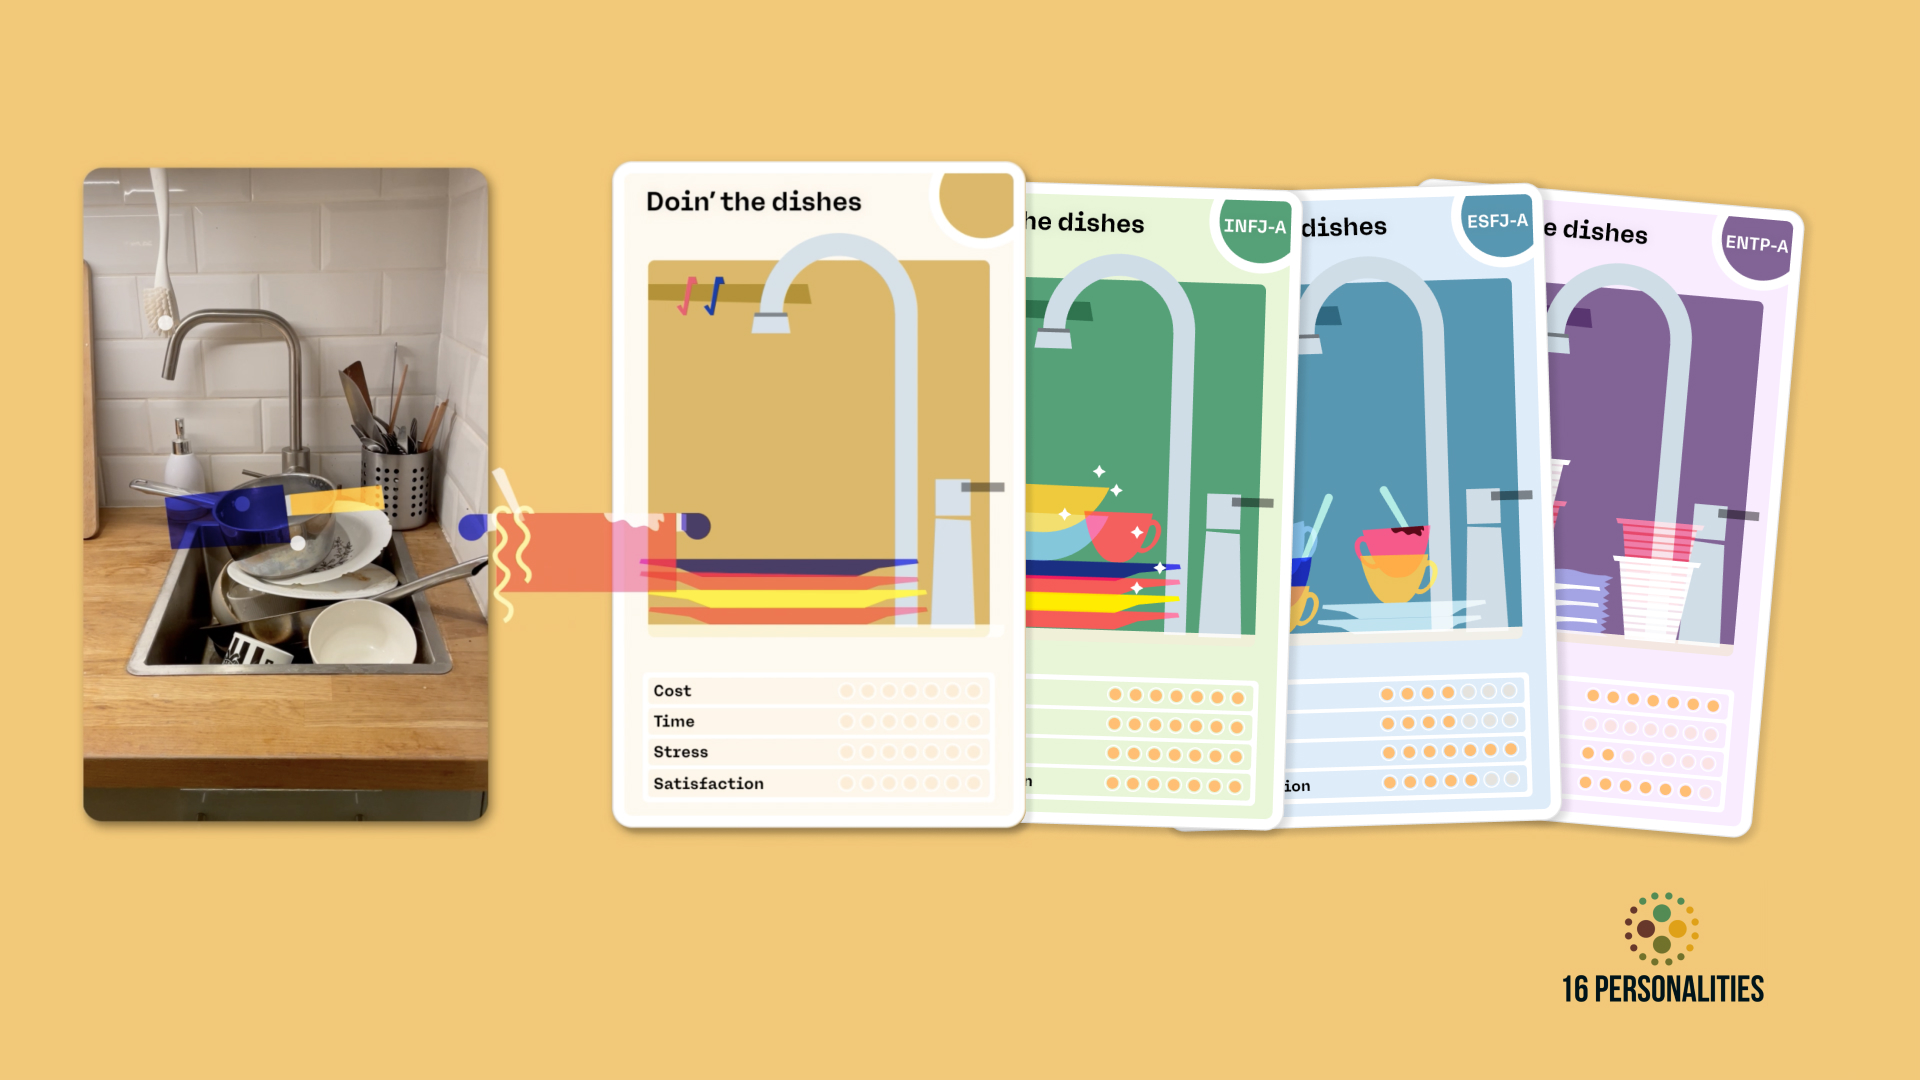 Doin' the dishes
Cost
Time
Stress
Satisfaction
he dishes
INFJ-A
n
dishes
ESFJ-A
ion
e dishes
ENTP-A
16 PERSONALITIES